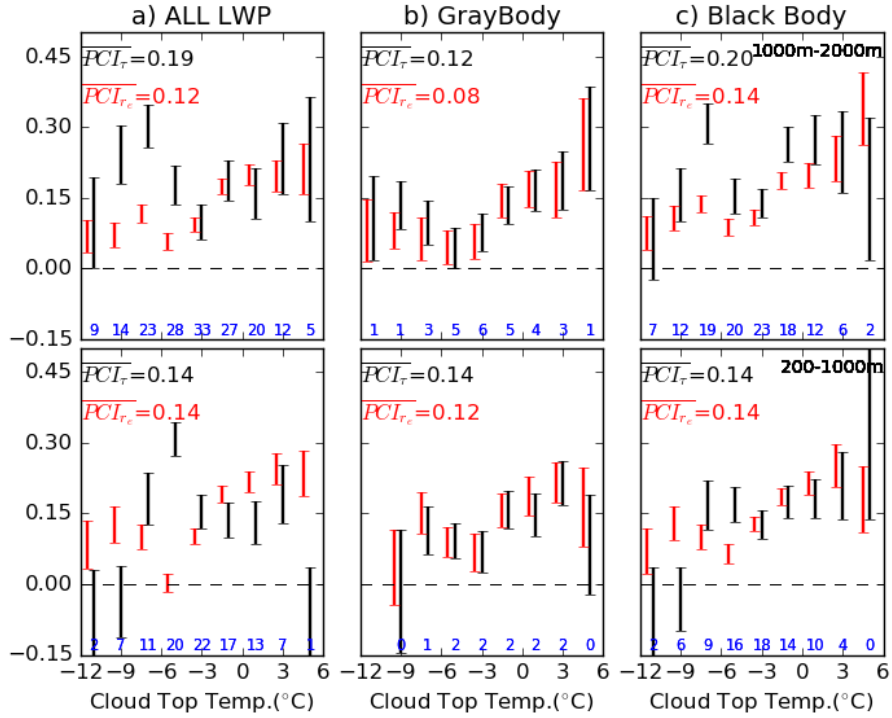 a) ALL LWP b) GrayBody c) Black Body
0.45 PCIτ=0.19 PCIτ=0.12 PCIτ=0.20 1000m-2000m
PCIre=0.12 PCIre=0.08 PCIre=0.14
0.30
0.15
0.00
−0.15 9 14 23 28 33 27 20 12 5 1 1 3 5 6 5 4 3 1 7 12 19 20 23 18 12 6 2
0.45 PCIτ=0.14 PCIτ=0.14 PCIτ=0.14 200-1000m
PCIre=0.14 PCIre=0.12 PCIre=0.14
0.30
0.15
0.00
−0.15 2 7 11 20 22 17 13 7 1 0 1 2 2 2 2 2 0 2 6 9 16 18 14 10 4 0
−12 −9 −6 −3 0 3 6 −12 −9 −6 −3 0 3 6 −12 −9 −6 −3 0 3 6
Cloud Top Temp.(°C) Cloud Top Temp.(°C) Cloud Top Temp.(°C)